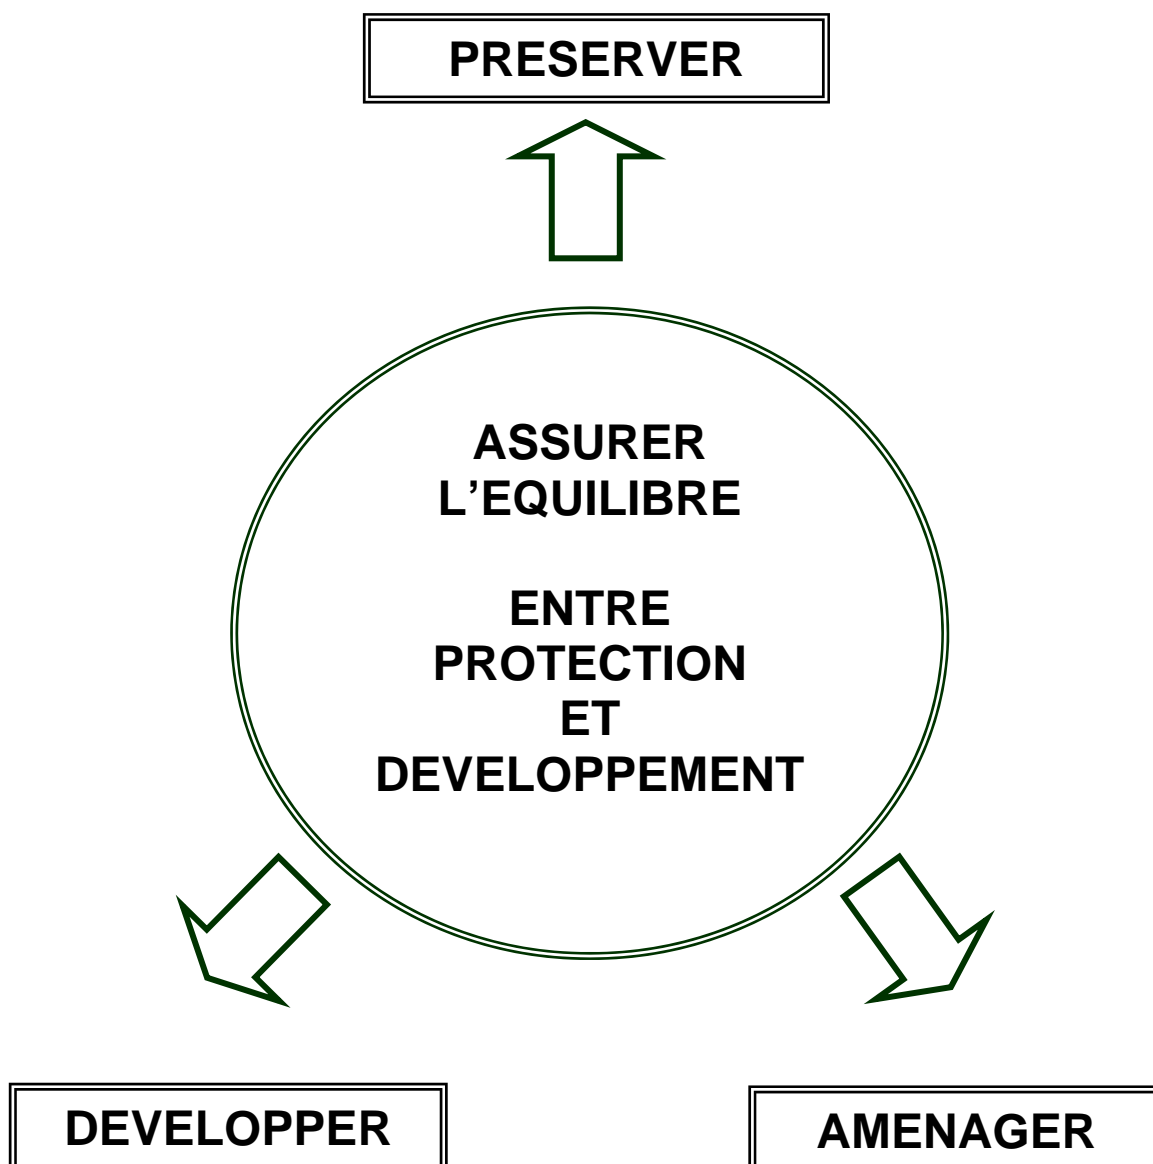 PRESERVER
ASSURER
L’EQUILIBRE
ENTRE
PROTECTION
ET
DEVELOPPEMENT
DEVELOPPER
AMENAGER